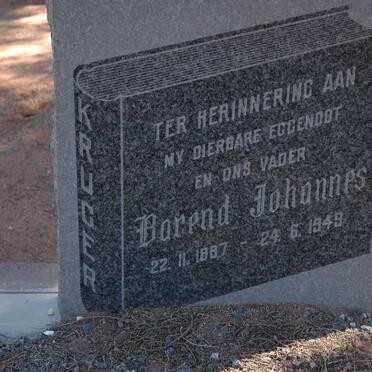 KRUGER
TER HERINNERING AAN
MY DIERBARE EGGENOOT
EN ONS VADER
Barend Johannes
22. 11. 1887 - 24. 6. 1949